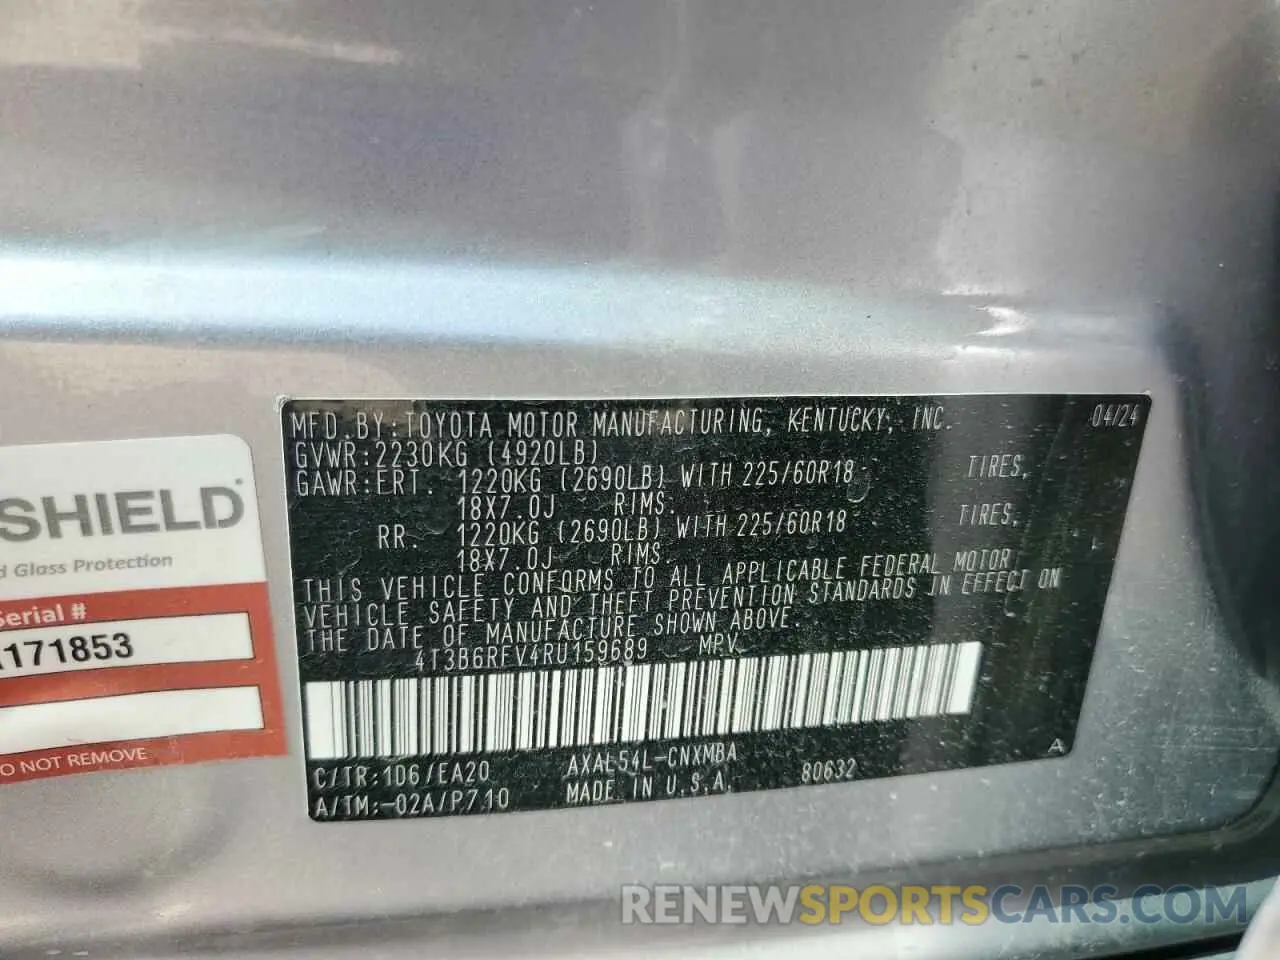 MFD.BY:TOYOTA MOTOR MANUFACTURING, KENTUCKY, INC. 04/24
GVWR:2230KG (4920LB)
GAWR:FRT. 1220KG (2690LB) WITH 225/60R18 TIRES,
18X7.0J RIMS.
RR. 1220KG (2690LB) WITH 225/60R18 TIRES,
18X7.0J RIMS.
THIS VEHICLE CONFORMS TO ALL APPLICABLE FEDERAL MOTOR
VEHICLE SAFETY AND THEFT PREVENTION STANDARDS IN EFFECT ON
THE DATE OF MANUFACTURE SHOWN ABOVE.
4T3B6RFV4RU159689 MPV
C/TR:1D6/EA20 AXAL54L-CNXMBA 80632 A
A/TM:-02A/P710 MADE IN U.S.A.
SHIELD
d Glass Protection
Serial #
171853
O NOT REMOVE
RENEWSPORTSCARS.COM